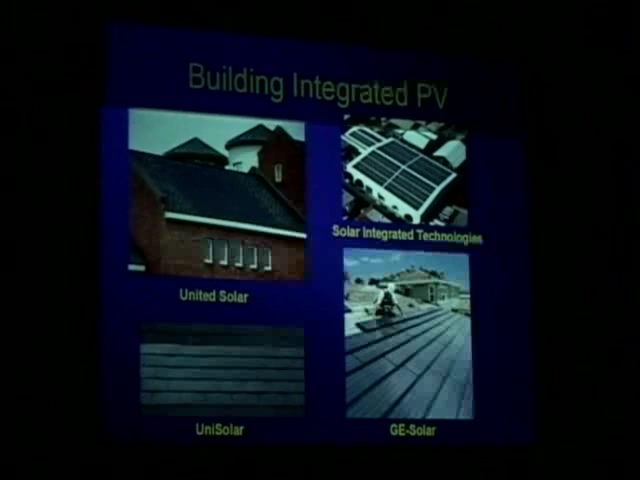 Building Integrated PV
Solar Integrated Technologies
United Solar
UniSolar
GE-Solar